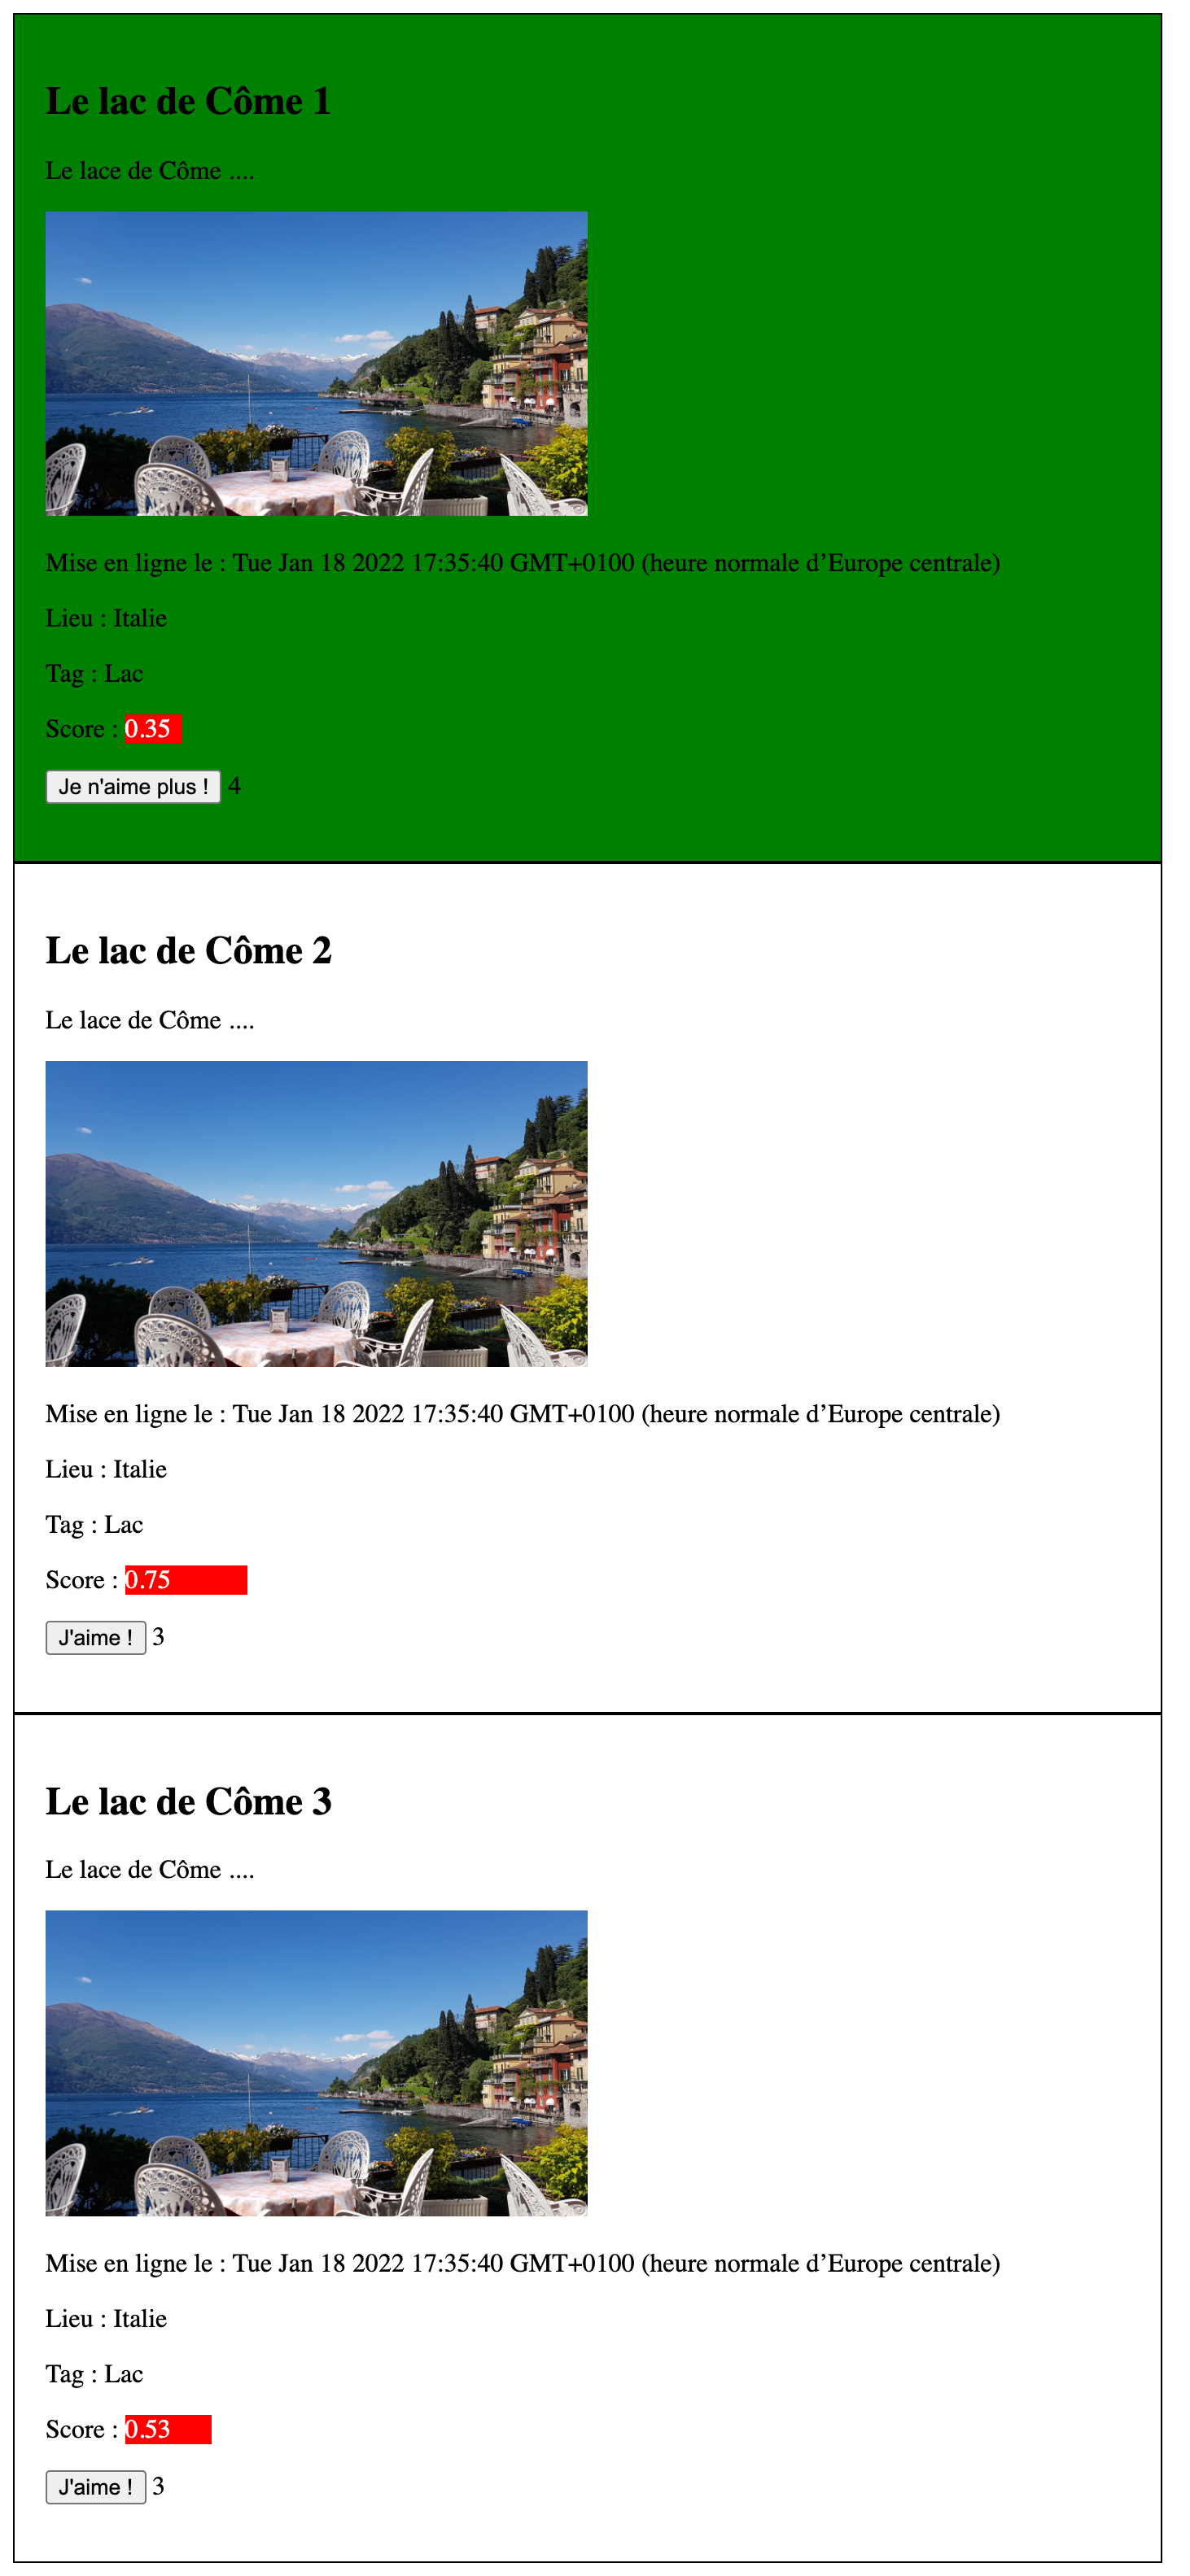 Le lac de Côme 1
Le lace de Côme ....
Mise en ligne le : Tue Jan 18 2022 17:35:40 GMT+0100 (heure normale d’Europe centrale)
Lieu : Italie
Tag : Lac
Score : 0.35
Je n'aime plus ! 4
Le lac de Côme 2
Le lace de Côme ....
Mise en ligne le : Tue Jan 18 2022 17:35:40 GMT+0100 (heure normale d’Europe centrale)
Lieu : Italie
Tag : Lac
Score : 0.75
J'aime ! 3
Le lac de Côme 3
Le lace de Côme ....
Mise en ligne le : Tue Jan 18 2022 17:35:40 GMT+0100 (heure normale d’Europe centrale)
Lieu : Italie
Tag : Lac
Score : 0.53
J'aime ! 3